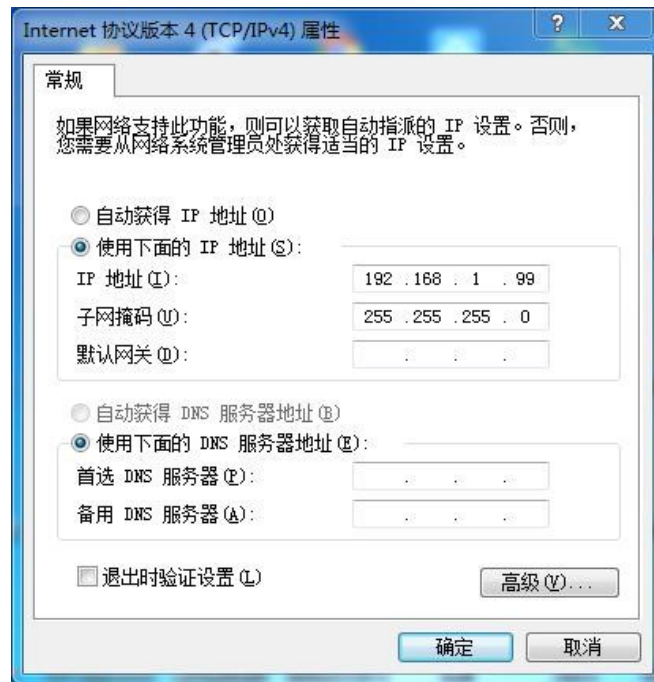 Internet 协议版本 4 (TCP/IPv4) 属性
常规
如果网络支持此功能，则可以获取自动指派的 IP 设置。否则，
您需要从网络系统管理员处获得适当的 IP 设置。
自动获得 IP 地址(O)
使用下面的 IP 地址(S):
IP 地址(I): 192 .168 . 1 . 99
子网掩码(U): 255 .255 .255 . 0
默认网关(D): . . .
自动获得 DNS 服务器地址(B)
使用下面的 DNS 服务器地址(E):
首选 DNS 服务器(P): . . .
备用 DNS 服务器(A): . . .
退出时验证设置(L)
高级(V)...
确定 取消